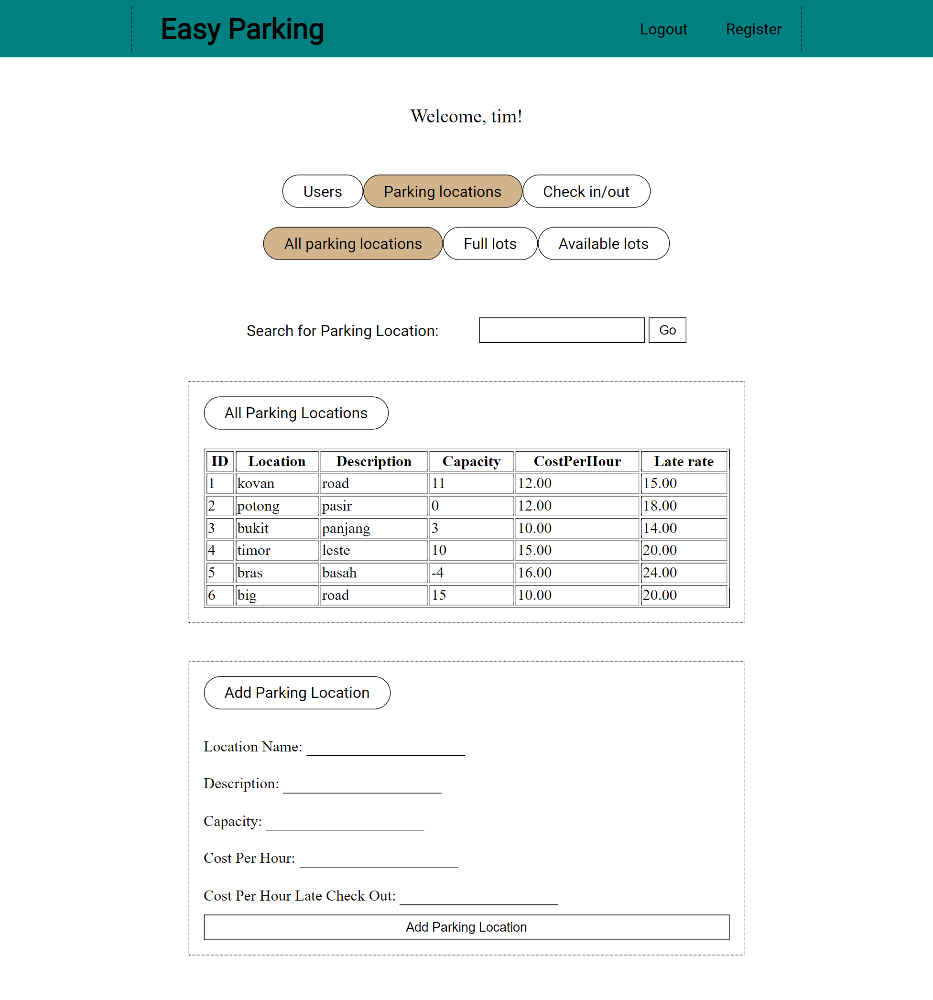 Easy Parking Logout Register
Welcome, tim!
Users Parking locations Check in/out
All parking locations Full lots Available lots
Search for Parking Location: Go
All Parking Locations
ID Location Description Capacity CostPerHour Late rate
1 kovan road 11 12.00 15.00
2 potong pasir 0 12.00 18.00
3 bukit panjang 3 10.00 14.00
4 timor leste 10 15.00 20.00
5 bras basah -4 16.00 24.00
6 big road 15 10.00 20.00
Add Parking Location
Location Name:
Description:
Capacity:
Cost Per Hour:
Cost Per Hour Late Check Out:
Add Parking Location